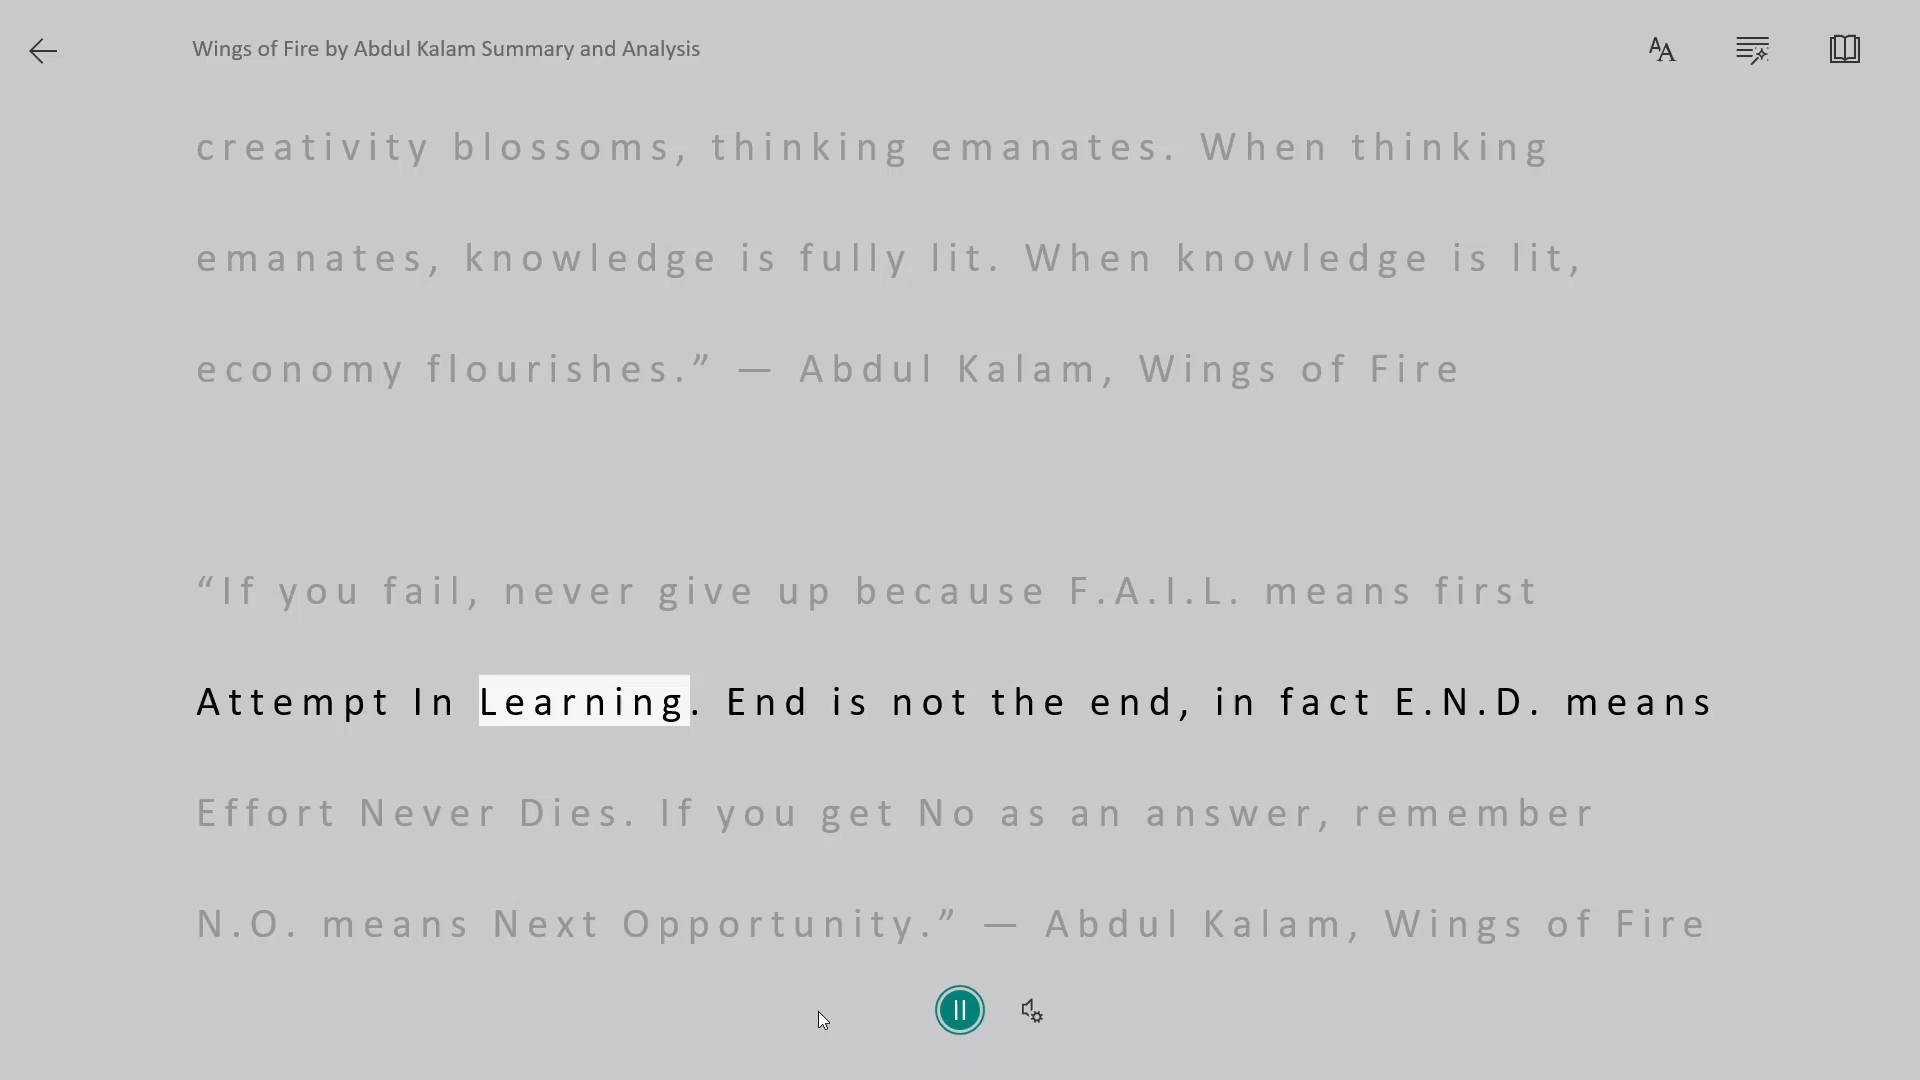 Wings of Fire by Abdul Kalam Summary and Analysis
creativity blossoms, thinking emanates. When thinking
emanates, knowledge is fully lit. When knowledge is lit,
economy flourishes.” — Abdul Kalam, Wings of Fire
“If you fail, never give up because F.A.I.L. means first
Attempt In Learning. End is not the end, in fact E.N.D. means
Effort Never Dies. If you get No as an answer, remember
N.O. means Next Opportunity.” — Abdul Kalam, Wings of Fire